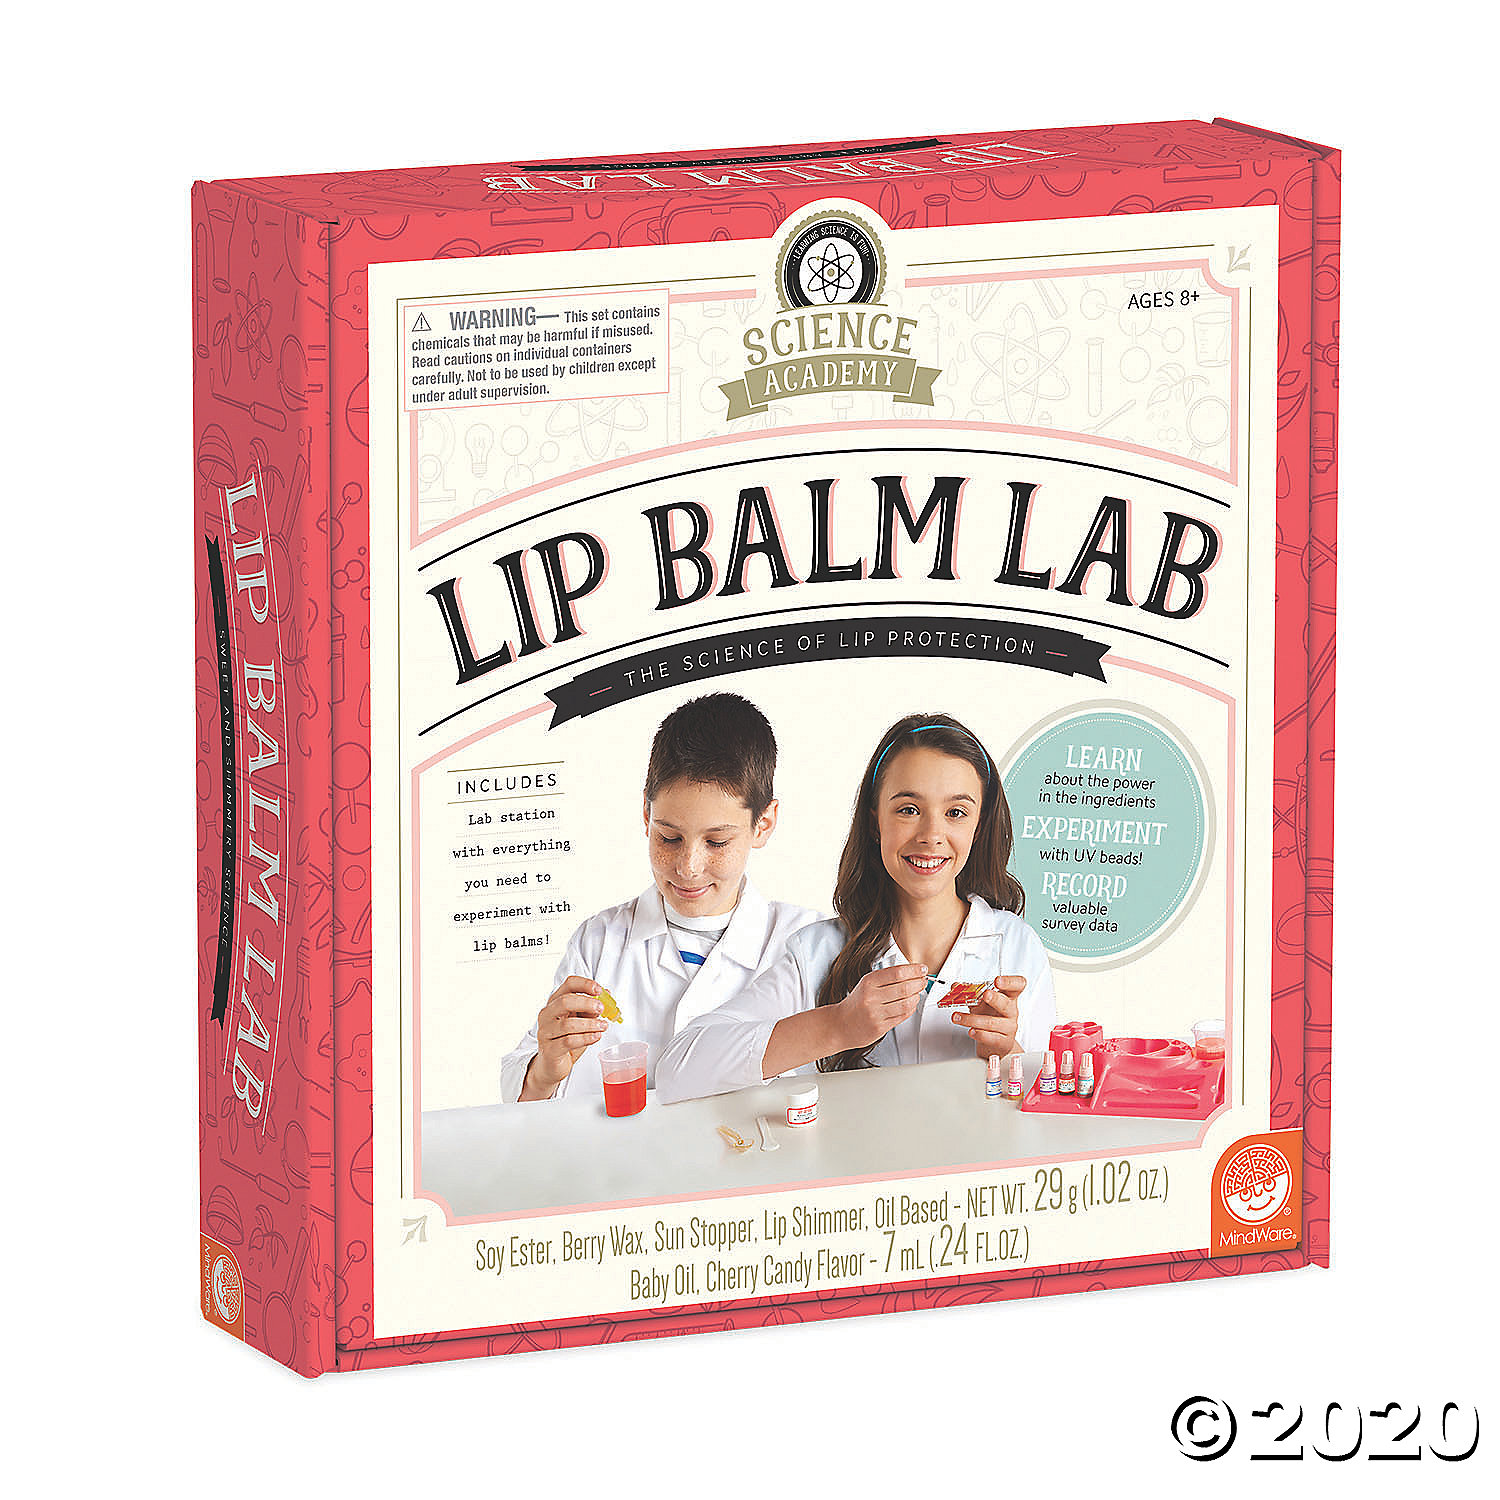 LIP BALM LAB
LEARNING SCIENCE IS FUN!
SCIENCE
ACADEMY
AGES 8+
WARNING— This set contains
chemicals that may be harmful if misused.
Read cautions on individual containers
carefully. Not to be used by children except
under adult supervision.
LIP BALM LAB
— THE SCIENCE OF LIP PROTECTION —
INCLUDES
Lab station
with everything
you need to
experiment with
lip balms!
LEARN
about the power
in the ingredients
EXPERIMENT
with UV beads!
RECORD
valuable
survey data
Soy Ester, Berry Wax, Sun Stopper, Lip Shimmer, Oil Based - NET WT. 29 g (1.02 OZ.)
Baby Oil, Cherry Candy Flavor - 7 mL (.24 FL.OZ.)
MindWare®
LIP BALM LAB
— SWEET AND SHIMMERY SCIENCE —
MindWare
©2020